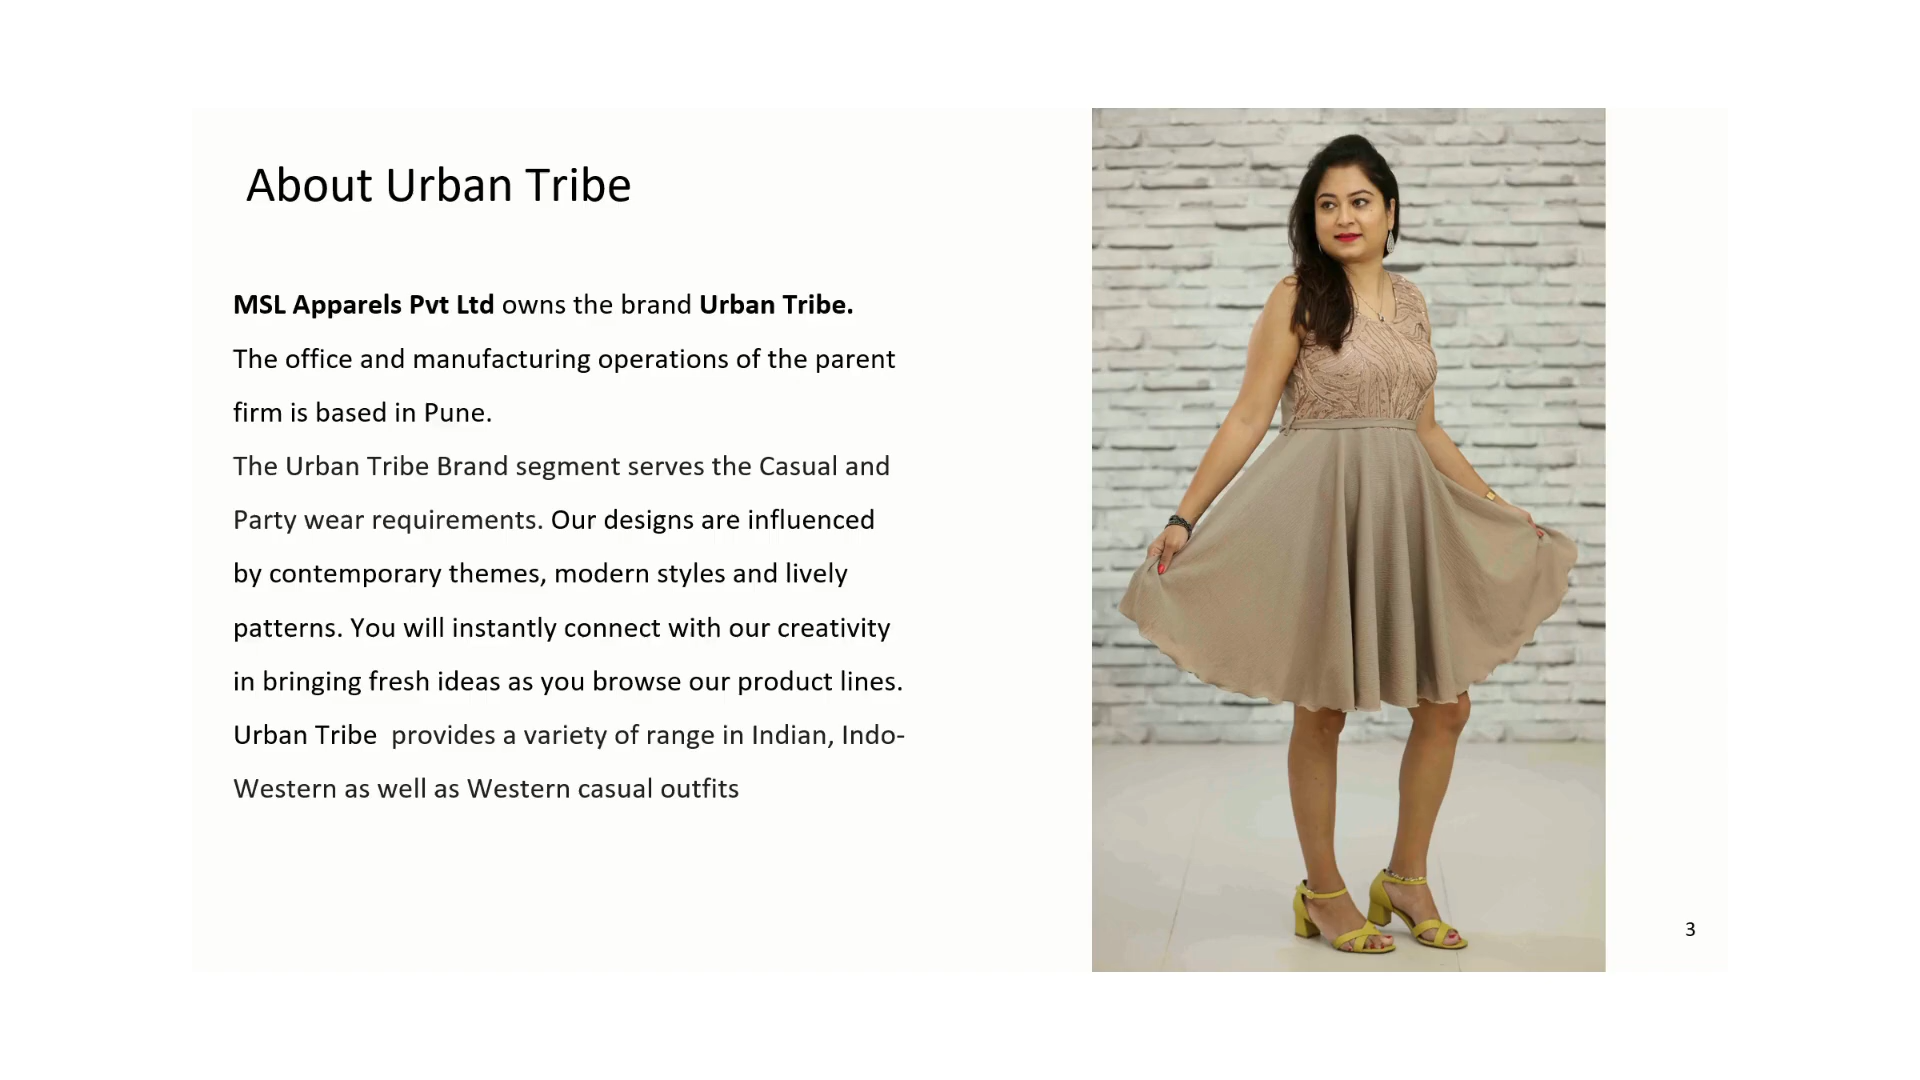 About Urban Tribe
MSL Apparels Pvt Ltd owns the brand Urban Tribe.
The office and manufacturing operations of the parent
firm is based in Pune.
The Urban Tribe Brand segment serves the Casual and
Party wear requirements. Our designs are influenced
by contemporary themes, modern styles and lively
patterns. You will instantly connect with our creativity
in bringing fresh ideas as you browse our product lines.
Urban Tribe  provides a variety of range in Indian, Indo-
Western as well as Western casual outfits
3